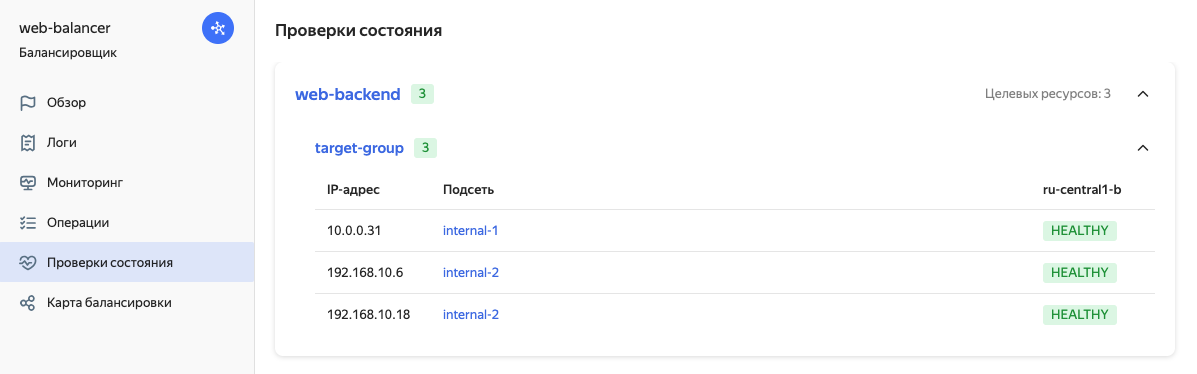 web-balancer
Балансировщик
Обзор
Логи
Мониторинг
Операции
Проверки состояния
Карта балансировки
Проверки состояния
web-backend 3 Целевых ресурсов: 3
target-group 3
IP-адрес Подсеть ru-central1-b
10.0.0.31 internal-1 HEALTHY
192.168.10.6 internal-2 HEALTHY
192.168.10.18 internal-2 HEALTHY